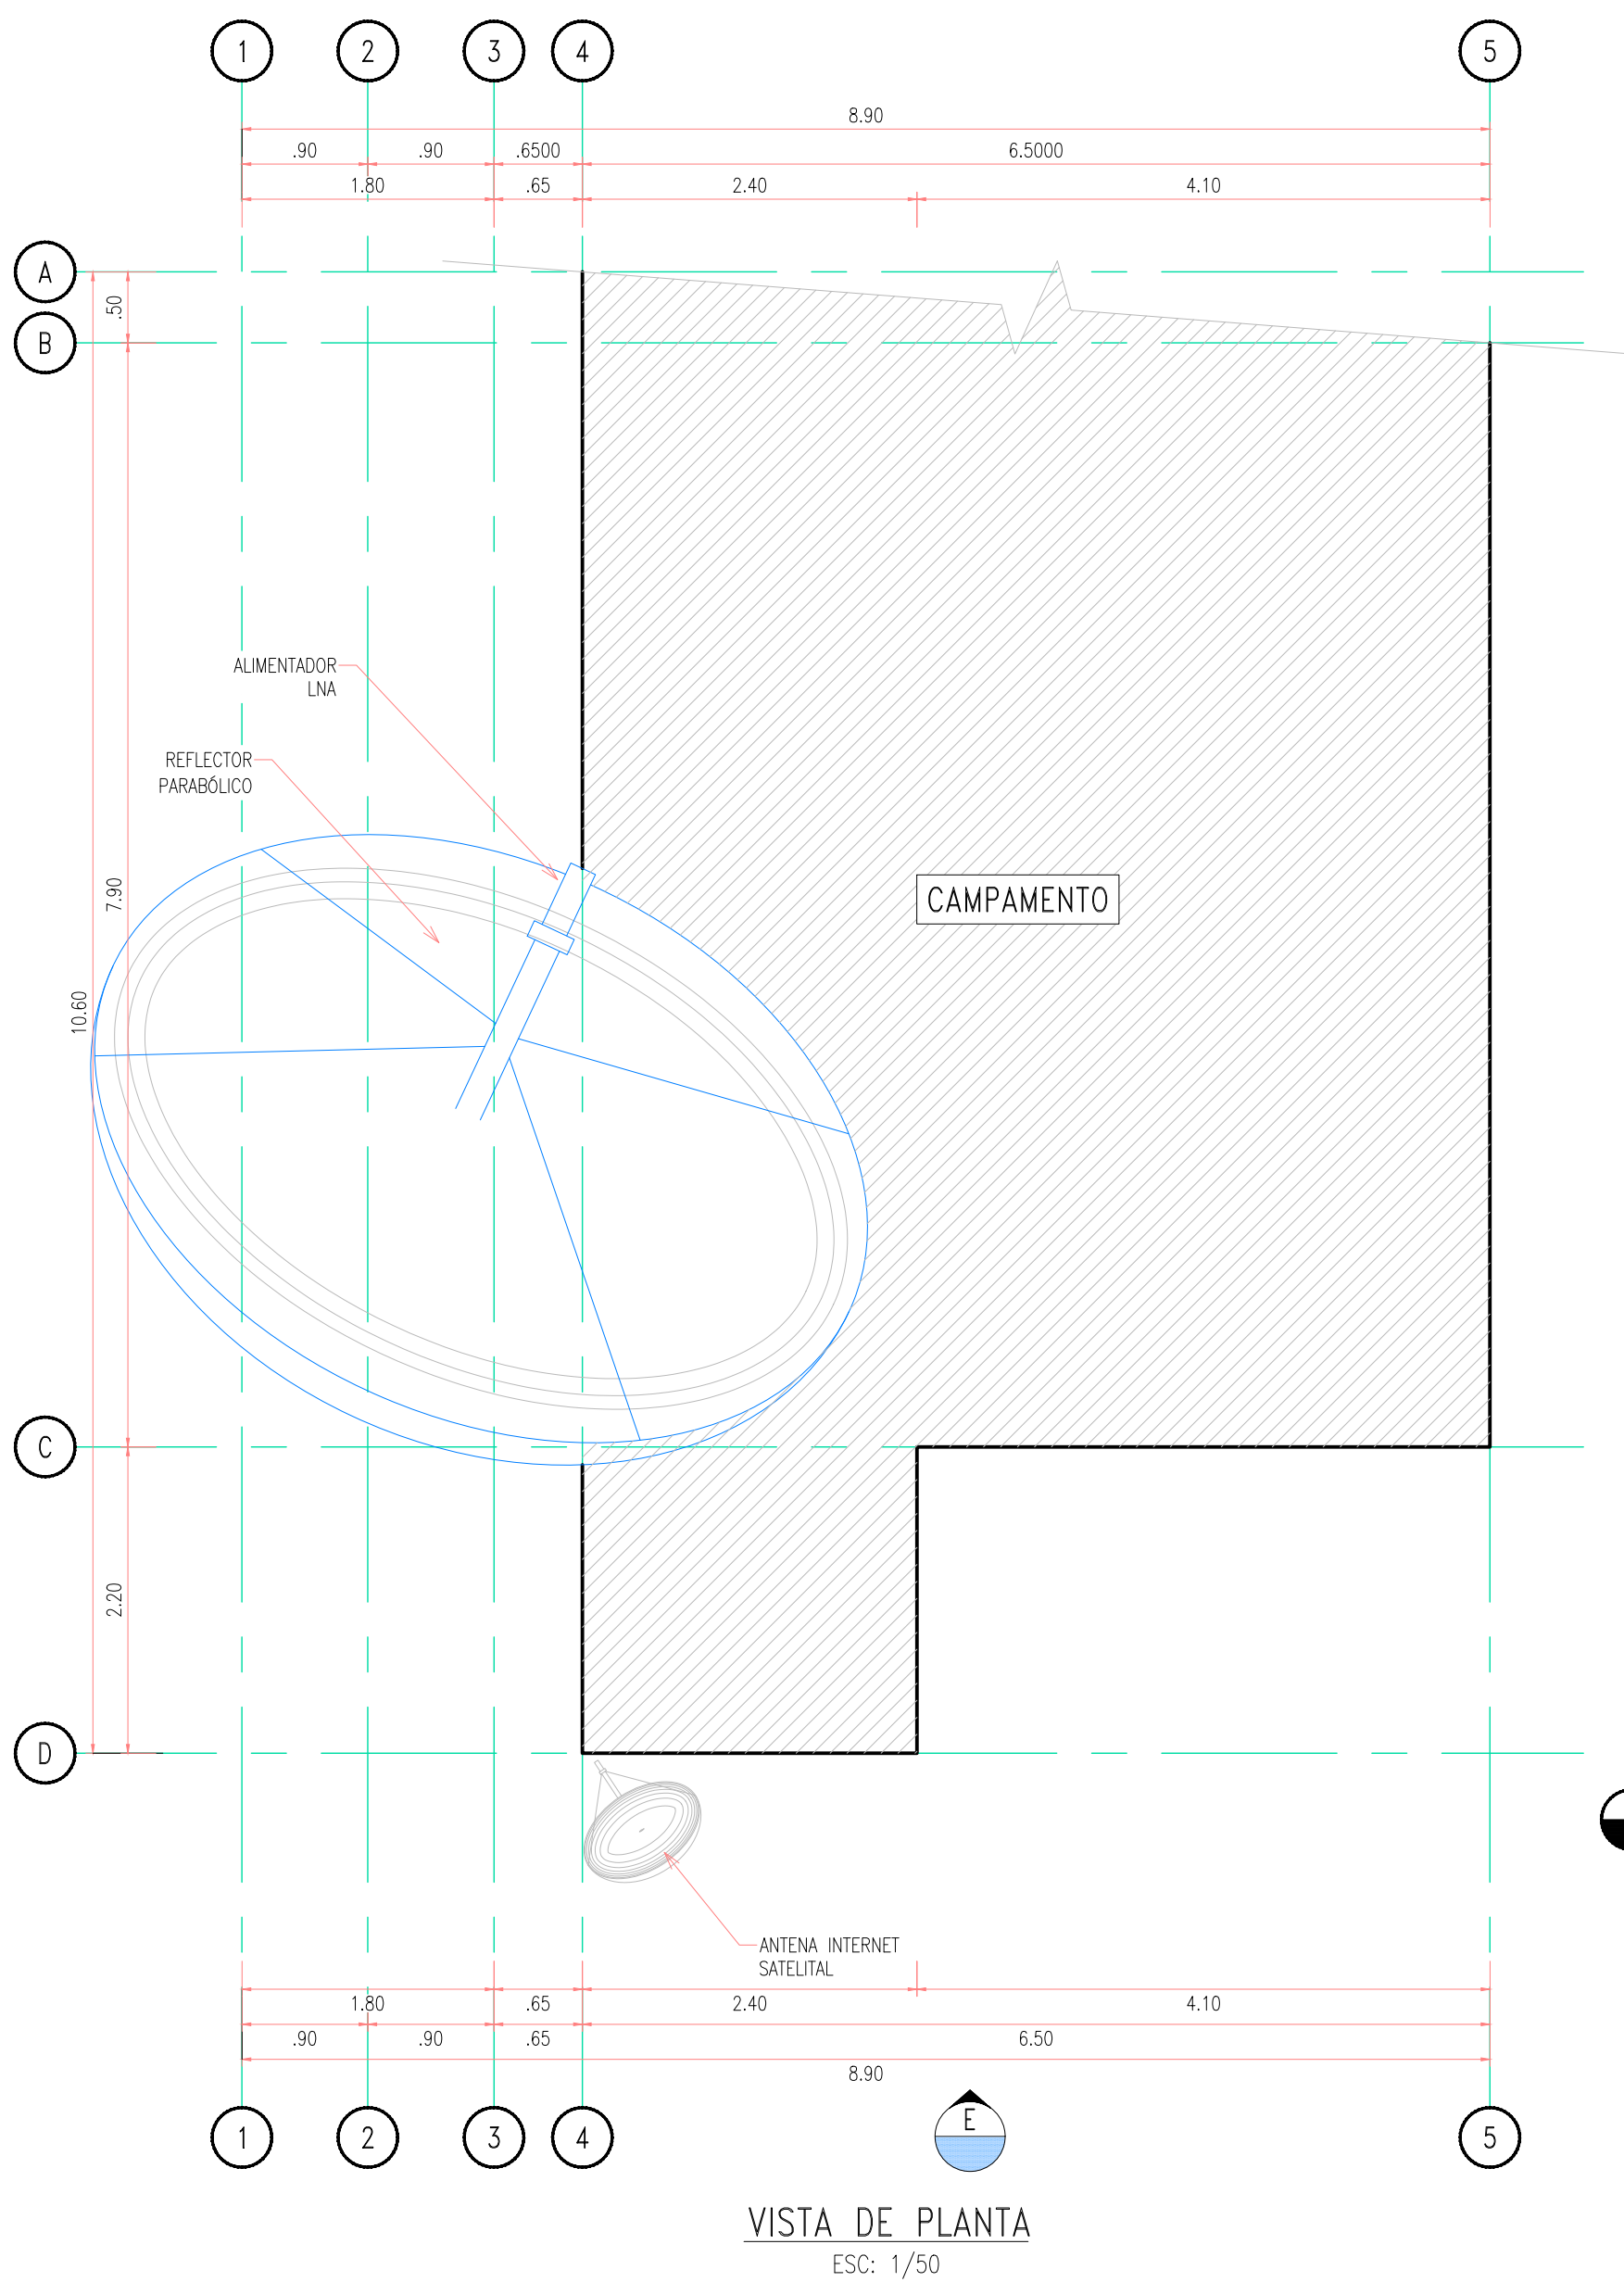 1 2 3 4 5
8.90
.90 .90 .6500 6.5000
1.80 .65 2.40 4.10
A
.50
B
ALIMENTADOR
LNA
REFLECTOR
PARABÓLICO
7.90
CAMPAMENTO
10.60
C
2.20
D
ANTENA INTERNET
SATELITAL
1.80 .65 2.40 4.10
.90 .90 .65 6.50
8.90
1 2 3 4 E 5
VISTA DE PLANTA
ESC: 1/50